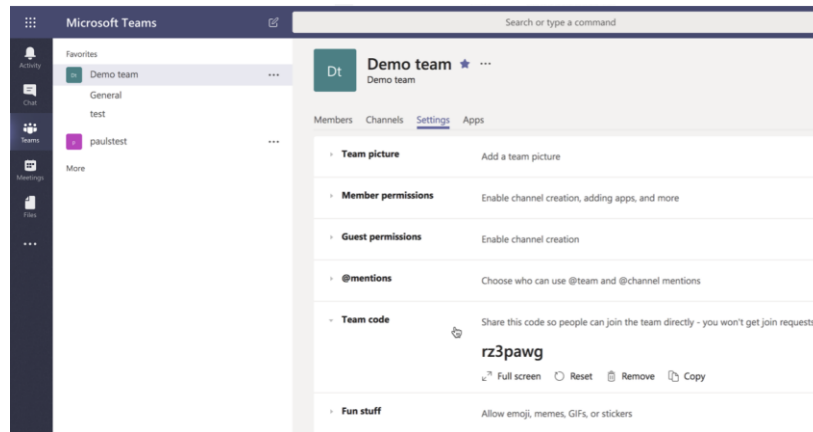 Microsoft Teams
Search or type a command
Activity
Chat
Teams
Meetings
Files
Favorites
Dt Demo team
General
test
paulstest
More
Dt
Demo team
Demo team
Members Channels Settings Apps
Team picture Add a team picture
Member permissions Enable channel creation, adding apps, and more
Guest permissions Enable channel creation
@mentions Choose who can use @team and @channel mentions
Team code Share this code so people can join the team directly - you won't get join requests
rz3pawg
Full screen Reset Remove Copy
Fun stuff Allow emoji, memes, GIFs, or stickers